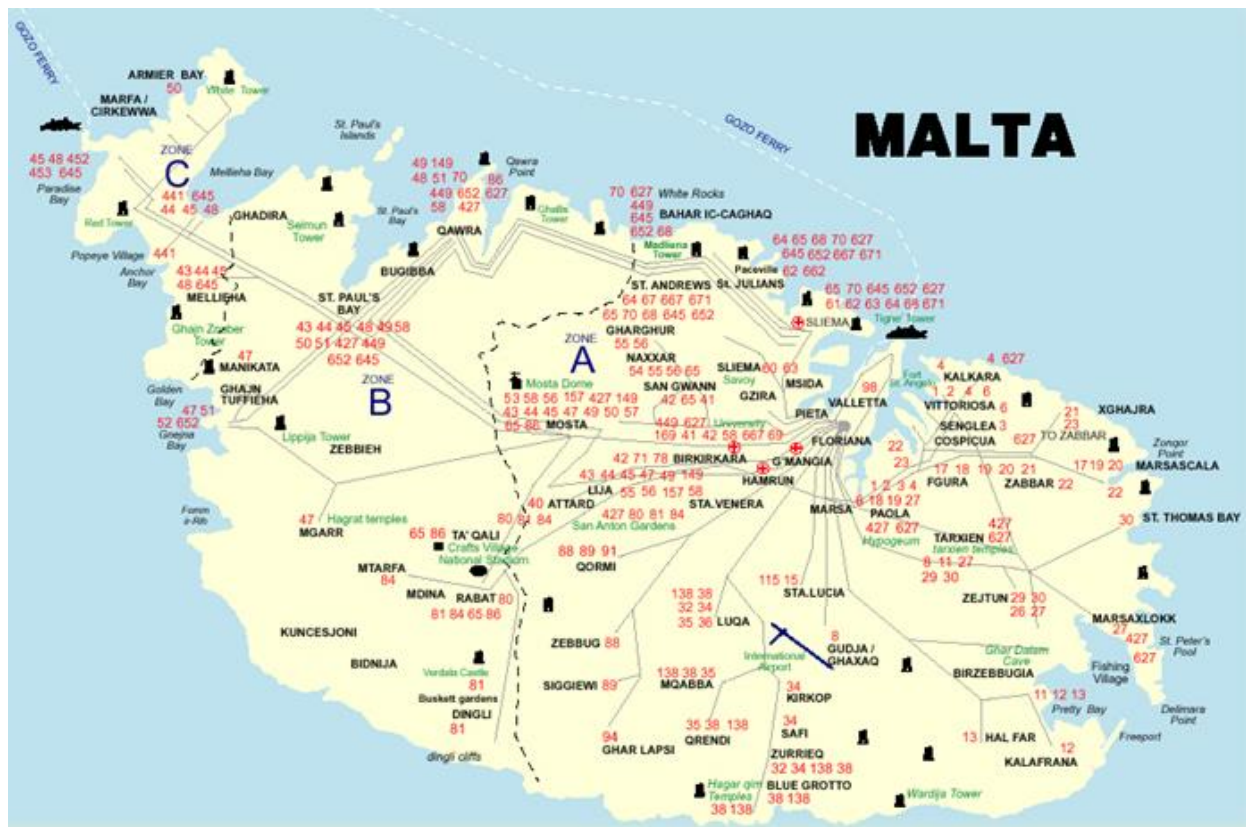 GOZO FERRY
ARMIER BAY
50
White Tower
MARFA /
CIRKEWWA
St. Paul's
Islands
GOZO FERRY
MALTA
ZONE
C
45 48 452
453 645
Paradise
Bay
Mellieha Bay
441 645
44 45 48
Red Tower
GHADIRA
Selmun
Tower
49 149
48 51 70
449 652
58 427
86
627
Qawra
Point
St. Paul's
Bay
QAWRA
Ghallis
Tower
70 627
449
645
652 68
White Rocks
BAHAR IC-CAGHAQ
Madliena
Tower
64 65 68 70 627
645 652 667 671
Paceville
62 662
St. JULIANS
Popeye Village
441
Anchor
Bay
43 44 45
48 645
MELLIEHA
BUGIBBA
ST. PAUL'S
BAY
ST. ANDREWS
64 67 667 671
65 70 68 645 652
65 70 645 652 627
61 62 63 64 68 671
Tigne' Tower
SLIEMA
Ghajn Znuber
Tower
43 44 45 48 49 58
50 51 427 449
652 645
ZONE
A
GHARGHUR
55 56
NAXXAR
54 55 56 65
SLIEMA
Savoy
60 63
MSIDA
GZIRA
47
MANIKATA
GHAJN
TUFFIEHA
Golden
Bay
47 51
52 652
Gnejna
Bay
ZONE
B
Mosta Dome
53 58 56 157 427 149
43 44 45 47 49 50 57
65 86
MOSTA
SAN GWANN
42 65 41
PIETA
VALLETTA
98
Fort
St. Angelo
4
KALKARA
4 627
1 2 4 6
VITTORIOSA
6
SENGLEA
3
COSPICUA
21
23
XGHAJRA
TO ZABBAR
627
Zongor
Point
MARSASCALA
Lippija Tower
ZEBBIEH
University
449 627
169 41 42 58 667 69
FLORIANA
BIRKIRKARA
G'MANGIA
42 71 78
HAMRUN
22
23
17 18 19 20 21
FGURA
ZABBAR
22
17 19 20
22
LIJA
43 44 45 47 49 149
55 56 157 58
STA.VENERA
MARSA
1 2 3 4
6 18 19 27
PAOLA
427 627
Hypogeum
30
ST. THOMAS BAY
40
ATTARD
80 81 84
427 80 81 84
San Anton Gardens
Fomm
ir-Rih
47
MGARR
Hagrat temples
65 86
TA' QALI
Crafts Village
National Stadium
88 89 91
QORMI
427
TARXIEN
627
tarxien temples
8 11 27
29 30
MTARFA
84
MDINA
RABAT
80
81 84 65 86
115 15
STA.LUCIA
ZEJTUN
29 30
26 27
KUNCESJONI
BIDNIJA
ZEBBUG
88
138 38
32 34
35 36
LUQA
8
GUDJA /
GHAXAQ
MARSAXLOKK
27
427
627
St. Peter's
Pool
International
Airport
Ghar Dalam
Cave
BIRZEBBUGIA
Fishing
Village
Verdala Castle
81
Buskett gardens
DINGLI
81
dingli cliffs
SIGGIEWI
89
138 38 35
MQABBA
34
KIRKOP
11 12 13
Pretty Bay
Delimara
Point
94
GHAR LAPSI
35 38 138
QRENDI
34
SAFI
ZURRIEQ
32 34 138 38
13
HAL FAR
12
KALAFRANA
Freeport
Hagar qim
Temples
38 138
BLUE GROTTO
38 138
Wardija Tower